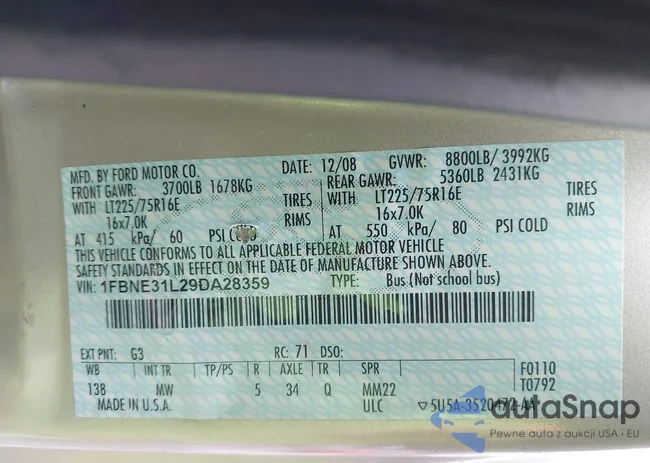 MFD. BY FORD MOTOR CO. DATE: 12/08 GVWR: 8800LB/ 3992KG
FRONT GAWR: 3700LB 1678KG REAR GAWR: 5360LB 2431KG
WITH LT225/75R16E TIRES WITH LT225/75R16E TIRES
16x7.0K RIMS 16x7.0K RIMS
AT 415 kPa/ 60 PSI COLD AT 550 kPa/ 80 PSI COLD
THIS VEHICLE CONFORMS TO ALL APPLICABLE FEDERAL MOTOR VEHICLE
SAFETY STANDARDS IN EFFECT ON THE DATE OF MANUFACTURE SHOWN ABOVE.
VIN: 1FBNE31L29DA28359 TYPE: Bus (Not School bus)
EXT PNT: G3 RC: 71 DSO:
WB INT TR TP/PS R AXLE TR SPR F0110
138 MW 5 34 Q MM22 T0792
MADE IN U.S.A. ULC ▽5U5A-3520472-AA
autaSnap
Pewne auta z aukcji USA i EU